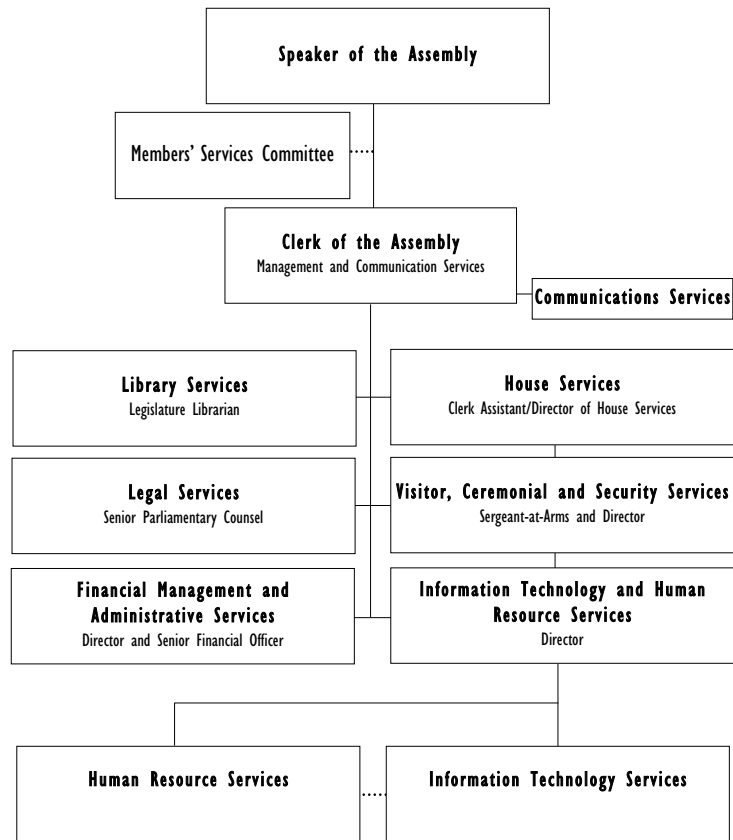 Speaker of the Assembly
Members' Services Committee
Clerk of the Assembly
Management and Communication Services
Communications Services
Library Services
Legislature Librarian
House Services
Clerk Assistant/Director of House Services
Legal Services
Senior Parliamentary Counsel
Visitor, Ceremonial and Security Services
Sergeant-at-Arms and Director
Financial Management and
Administrative Services
Director and Senior Financial Officer
Information Technology and Human
Resource Services
Director
Human Resource Services
Information Technology Services